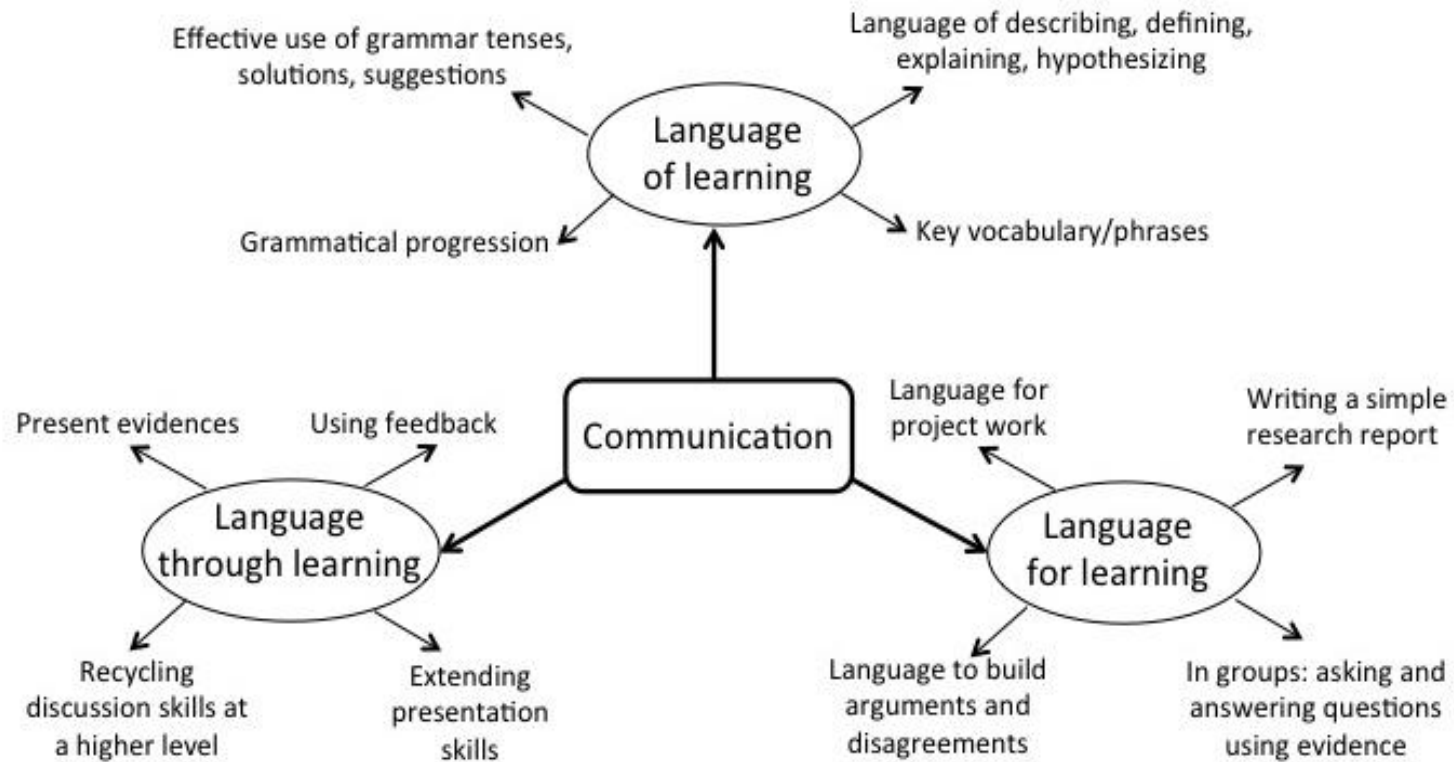 Effective use of grammar tenses,
solutions, suggestions
Language of describing, defining,
explaining, hypothesizing
Language
of learning
Grammatical progression
Key vocabulary/phrases
Communication
Present evidences
Using feedback
Language
through learning
Recycling
discussion skills at
a higher level
Extending
presentation
skills
Language for
project work
Writing a simple
research report
Language
for learning
Language to build
arguments and
disagreements
In groups: asking and
answering questions
using evidence